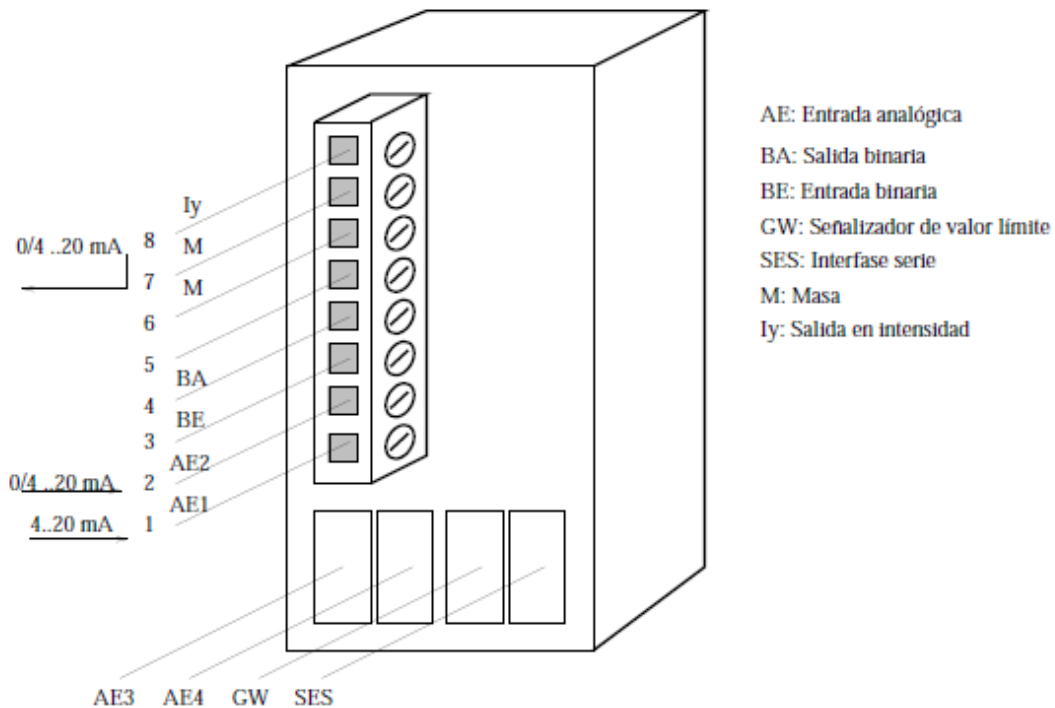 AE: Entrada analógica
BA: Salida binaria
BE: Entrada binaria
GW: Señalizador de valor límite
SES: Interfase serie
M: Masa
Iy: Salida en intensidad
Iy
0/4 ..20 mA 8 M
7 M
6
5
BA
4
BE
3
AE2
0/4 ..20 mA 2
AE1
4..20 mA 1
AE3 AE4 GW SES